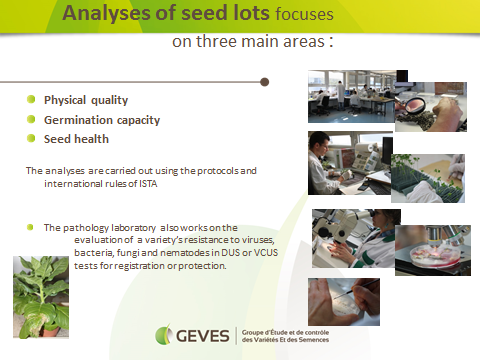 Analyses of seed lots focuses
on three main areas :
Physical quality
Germination capacity
Seed health
The analyses are carried out using the protocols and
international rules of ISTA
The pathology laboratory also works on the
evaluation of a variety's resistance to viruses,
bacteria, fungi and nematodes in DUS or VCUS
tests for registration or protection.
GEVES
Groupe d'Étude et de contrôle
des Variétés Et des Semences